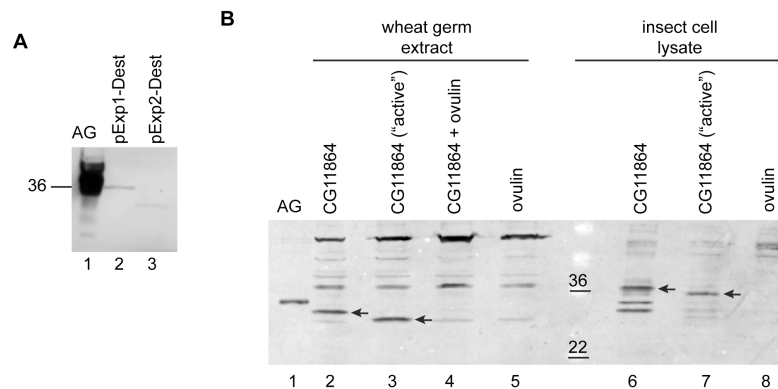 A
AG
pExp1-Dest
pExp2-Dest
36
1 2 3
B
wheat germ
extract
insect cell
lysate
AG
CG11864
CG11864 (“active”)
CG11864 + ovulin
ovulin
CG11864
CG11864 (“active”)
ovulin
36
22
1 2 3 4 5 6 7 8